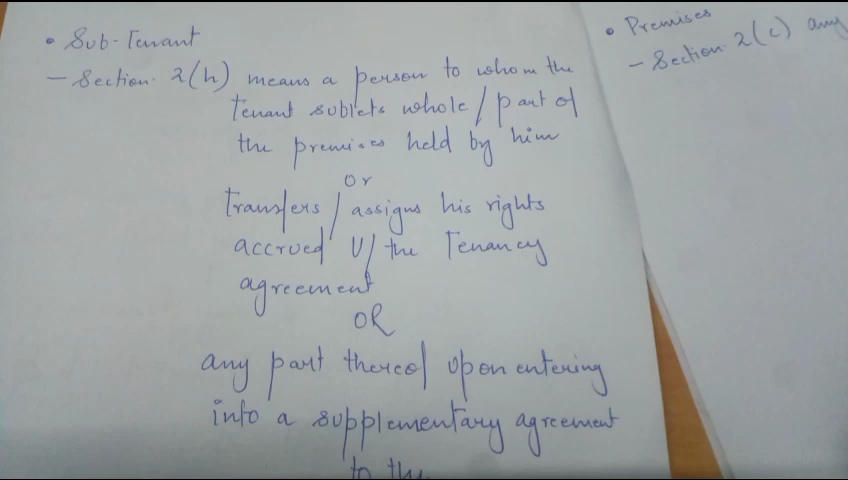 • Sub-Tenant
– Section 2(h) means a person to whom the
Tenant sublets whole / part of
the premises held by him
Or
transfers / assigns his rights
accrued U/ the Tenancy
agreement
OR
any part thereof upon entering
into a supplementary agreement
to the
• Premises
– Section 2(c) any